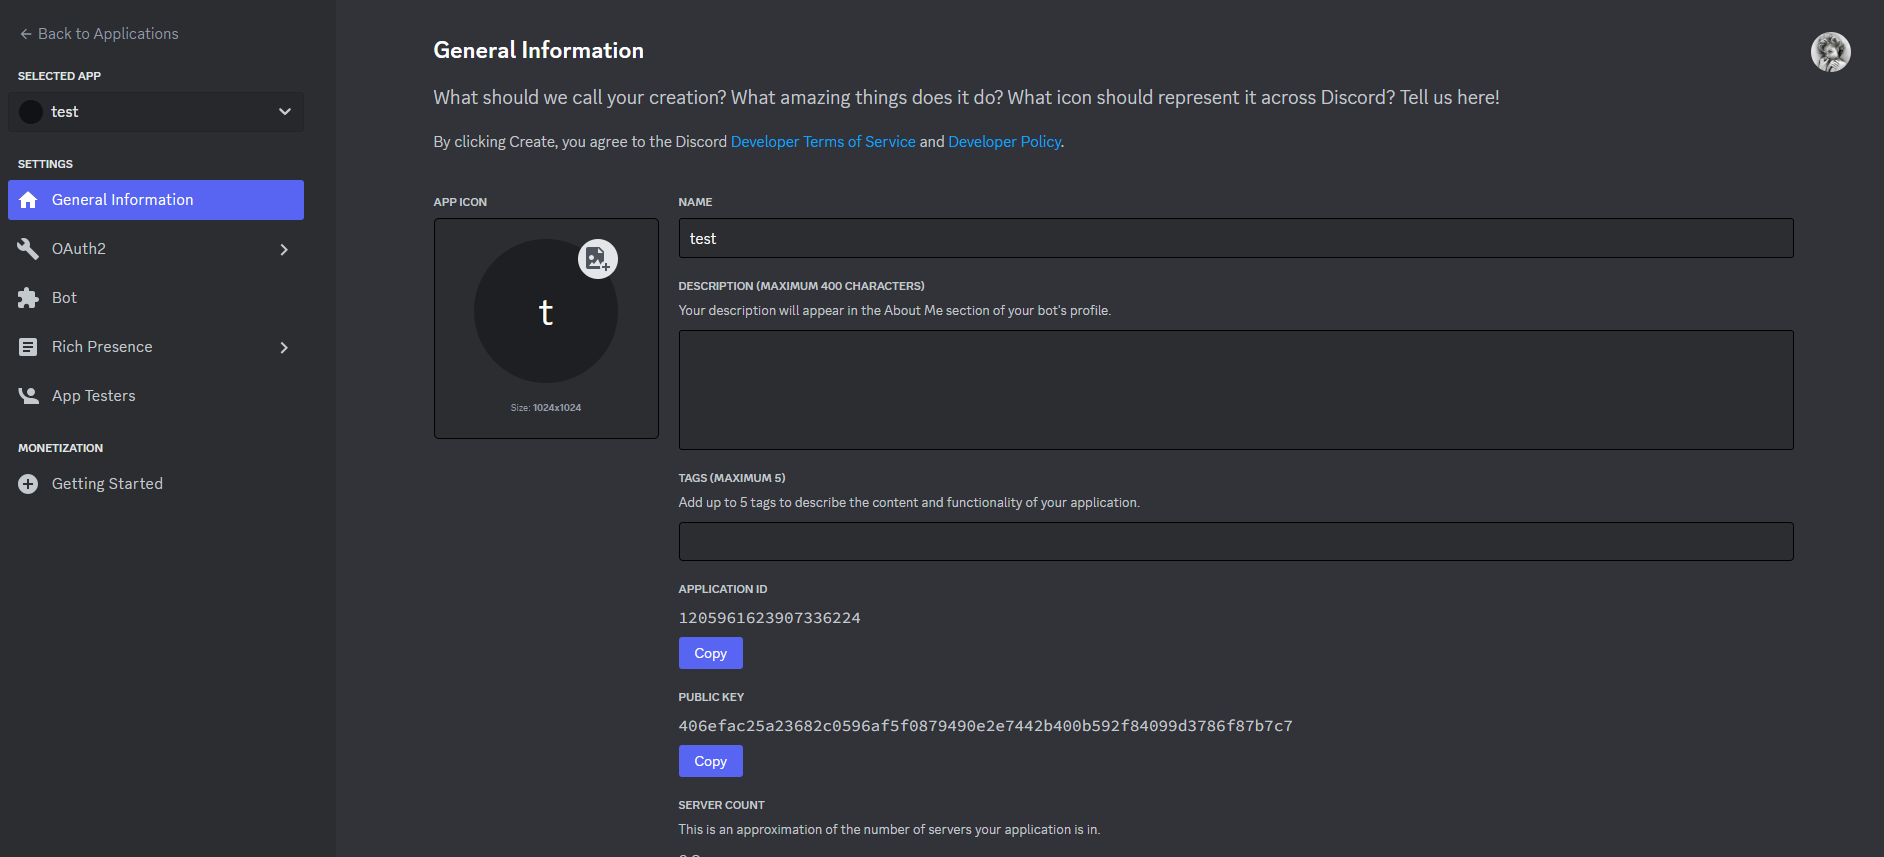 Back to Applications
SELECTED APP
test
SETTINGS
General Information
OAuth2
Bot
Rich Presence
App Testers
MONETIZATION
Getting Started
General Information
What should we call your creation? What amazing things does it do? What icon should represent it across Discord? Tell us here!
By clicking Create, you agree to the Discord Developer Terms of Service and Developer Policy.
APP ICON
t
Size: 1024x1024
NAME
test
DESCRIPTION (MAXIMUM 400 CHARACTERS)
Your description will appear in the About Me section of your bot's profile.
TAGS (MAXIMUM 5)
Add up to 5 tags to describe the content and functionality of your application.
APPLICATION ID
1205961623907336224
Copy
PUBLIC KEY
406efac25a23682c0596af5f0879490e2e7442b400b592f84099d3786f87b7c7
Copy
SERVER COUNT
This is an approximation of the number of servers your application is in.